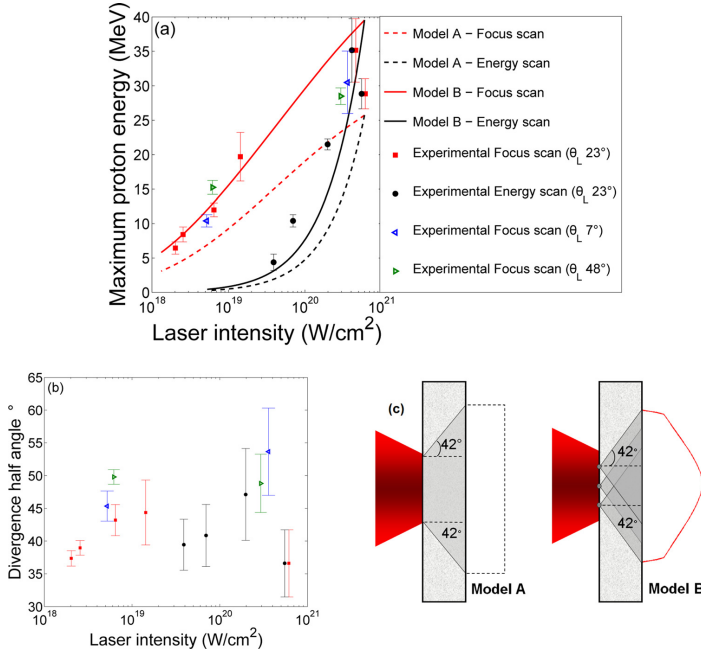 (a)
Maximum proton energy (MeV)
40
35
30
25
20
15
10
5
0
10^18
10^19
10^20
10^21
Laser intensity (W/cm^2)
Model A − Focus scan
Model A − Energy scan
Model B − Focus scan
Model B − Energy scan
Experimental Focus scan (θ_L 23°)
Experimental Energy scan (θ_L 23°)
Experimental Focus scan (θ_L 7°)
Experimental Focus scan (θ_L 48°)
(b)
Divergence half angle °
65
60
55
50
45
40
35
30
10^18
10^19
10^20
10^21
Laser intensity (W/cm^2)
(c)
42°
42°
Model A
42°
42°
Model B